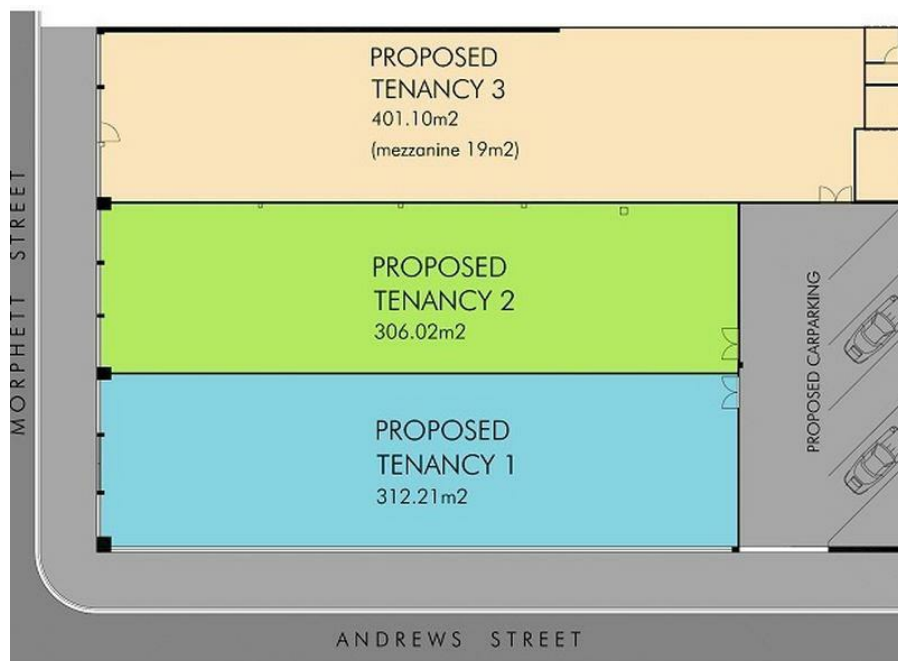 PROPOSED
TENANCY 3
401.10m2
(mezzanine 19m2)
MORPHETT STREET
PROPOSED
TENANCY 2
306.02m2
PROPOSED CARPARKING
PROPOSED
TENANCY 1
312.21m2
ANDREWS STREET